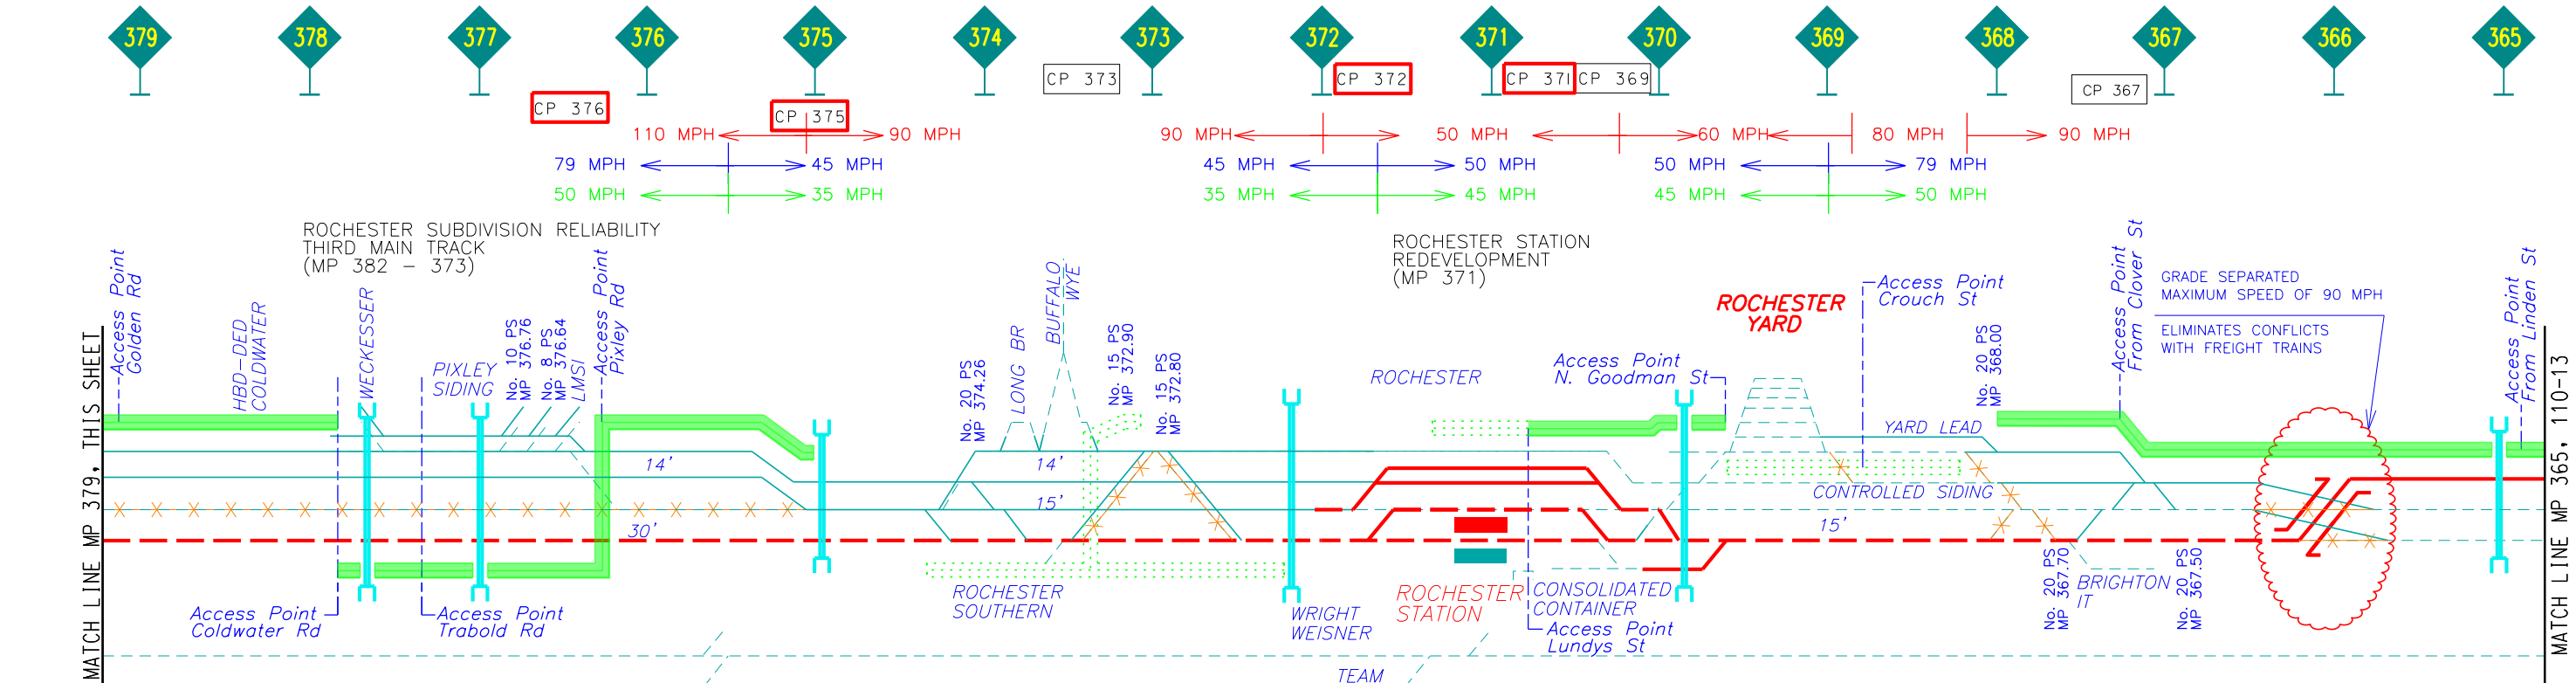 379 378 377 376 375 374 373 372 371 370 369 368 367 366 365
CP 376
CP 375
CP 373
CP 372
CP 371
CP 369
CP 367
110 MPH 90 MPH 90 MPH 50 MPH 60 MPH 80 MPH 90 MPH
79 MPH 45 MPH 45 MPH 50 MPH 50 MPH 79 MPH
50 MPH 35 MPH 35 MPH 45 MPH 45 MPH 50 MPH
ROCHESTER SUBDIVISION RELIABILITY
THIRD MAIN TRACK
(MP 382 - 373)
ROCHESTER STATION
REDEVELOPMENT
(MP 371)
MATCH LINE MP 379, THIS SHEET
Access Point
Golden Rd
HBD-DED
COLDWATER
WECKESSER
PIXLEY
SIDING
No. 10 PS
MP 376.76
No. 8 PS
MP 376.64
LMSI
Access Point
Pixley Rd
14'
30'
Access Point
Coldwater Rd
Access Point
Trabold Rd
No. 20 PS
MP 374.26
LONG BR
BUFFALO
WYE
No. 15 PS
MP 372.90
No. 15 PS
MP 372.80
14'
15'
ROCHESTER
SOUTHERN
WRIGHT
WEISNER
ROCHESTER
ROCHESTER
STATION
CONSOLIDATED
CONTAINER
Access Point
Lundys St
TEAM
Access Point
N. Goodman St
ROCHESTER
YARD
Access Point
Crouch St
YARD LEAD
CONTROLLED SIDING
15'
No. 20 PS
MP 368.00
No. 20 PS
MP 367.70
BRIGHTON
IT
No. 20 PS
MP 367.50
Access Point
From Clover St
GRADE SEPARATED
MAXIMUM SPEED OF 90 MPH
ELIMINATES CONFLICTS
WITH FREIGHT TRAINS
Access Point
From Linden St
MATCH LINE MP 365, 110-13